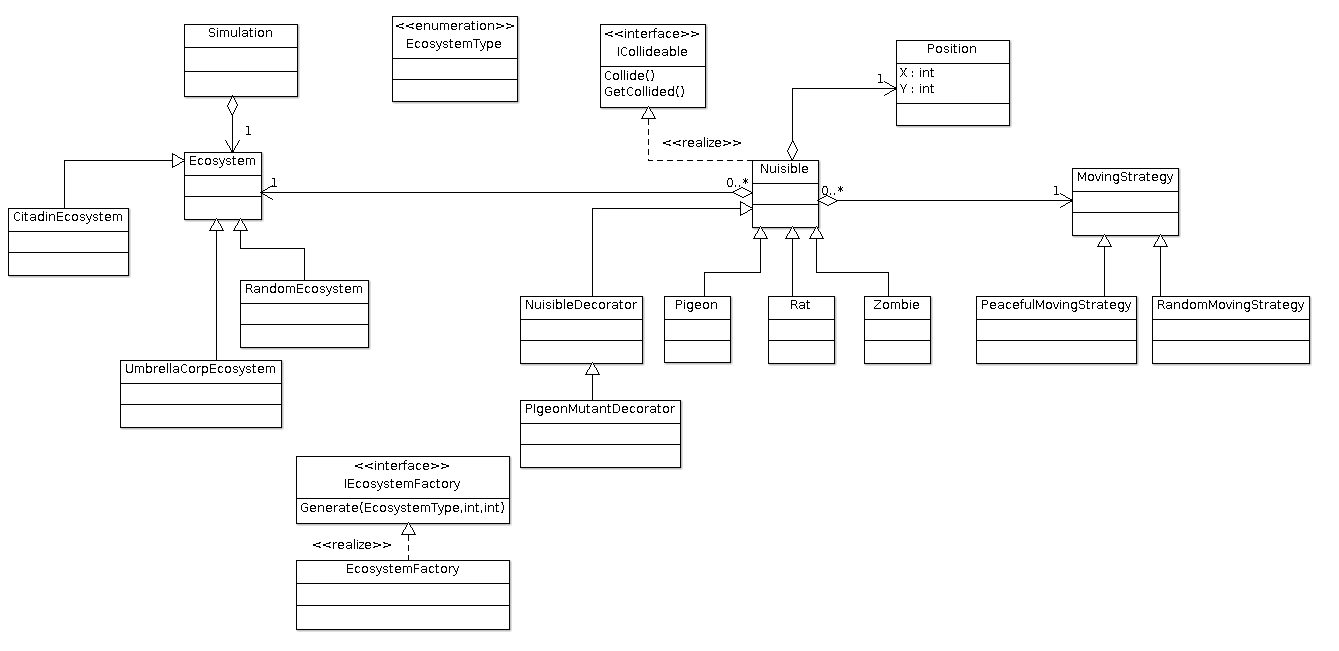 Simulation
<<enumeration>>
EcosystemType
<<interface>>
ICollideable
Collide()
GetCollided()
Position
X : int
Y : int
1
1
<<realize>>
Ecosystem
1
0..*
Nuisible
0..*
1
MovingStrategy
CitadinEcosystem
RandomEcosystem
NuisibleDecorator
Pigeon
Rat
Zombie
PeacefulMovingStrategy
RandomMovingStrategy
UmbrellaCorpEcosystem
PIgeonMutantDecorator
<<interface>>
IEcosystemFactory
Generate(EcosystemType,int,int)
<<realize>>
EcosystemFactory